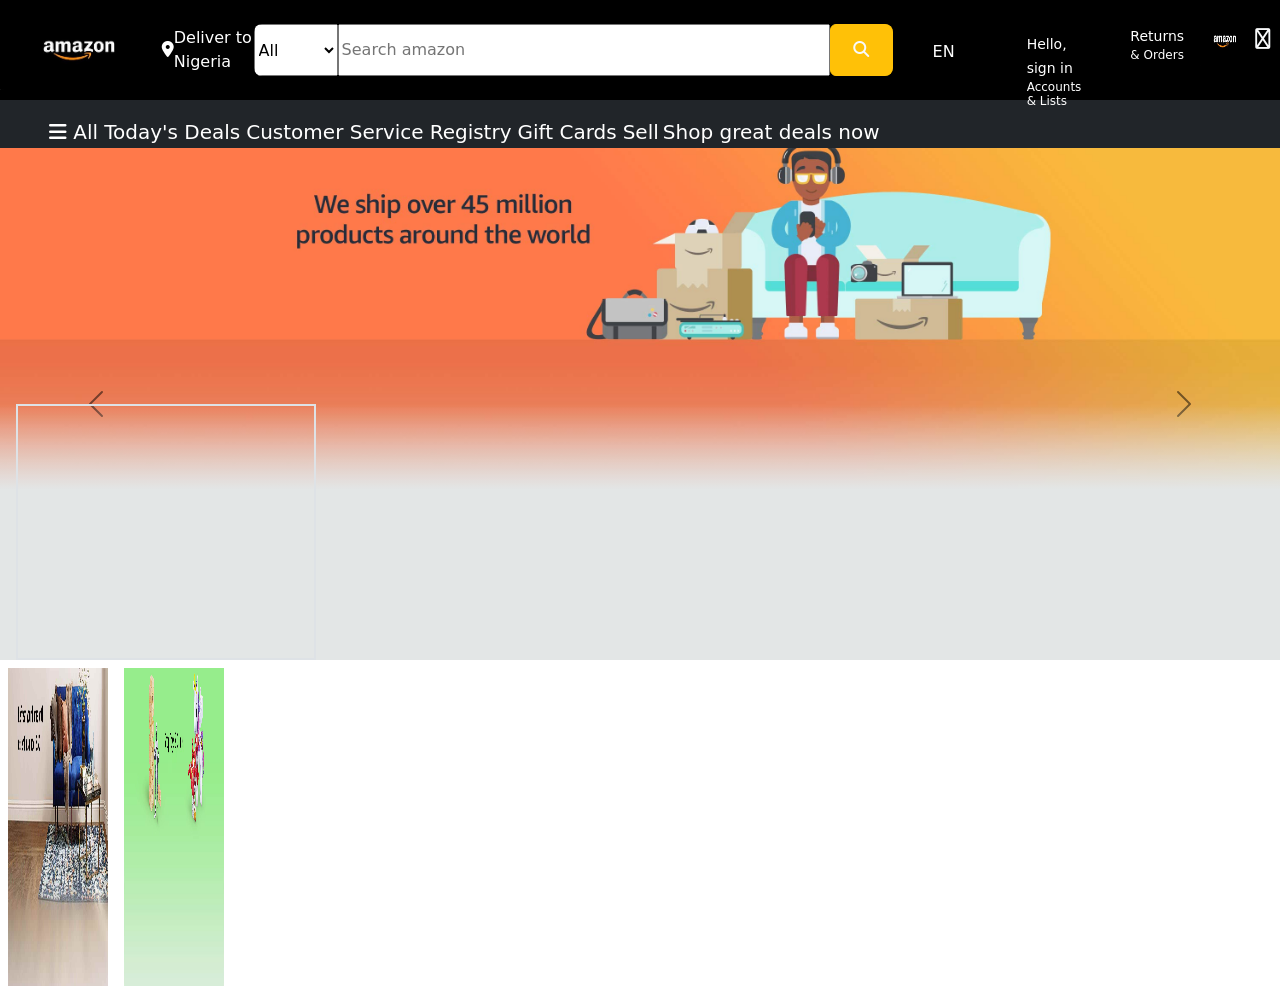 amazon
Deliver to
Nigeria
All
Search amazon
EN
Hello,
sign in
Accounts
& Lists
Returns
& Orders
amazon
All Today's Deals Customer Service Registry Gift Cards Sell Shop great deals now
We ship over 45 million
products around the world